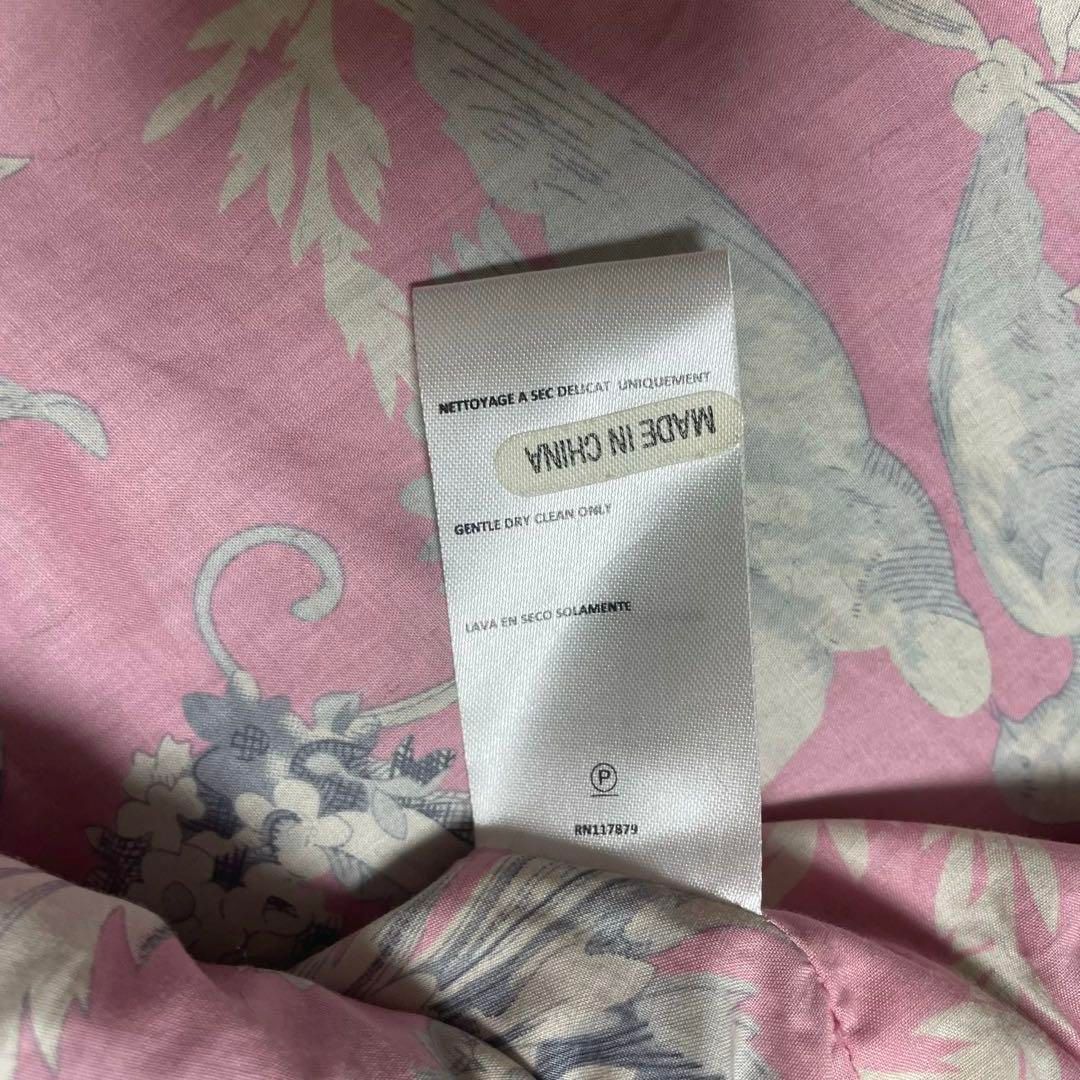 NETTOYAGE A SEC DELICAT UNIQUEMENT
MADE IN CHINA
GENTLE DRY CLEAN ONLY
LAVA EN SECO SOLAMENTE
P
RN117879